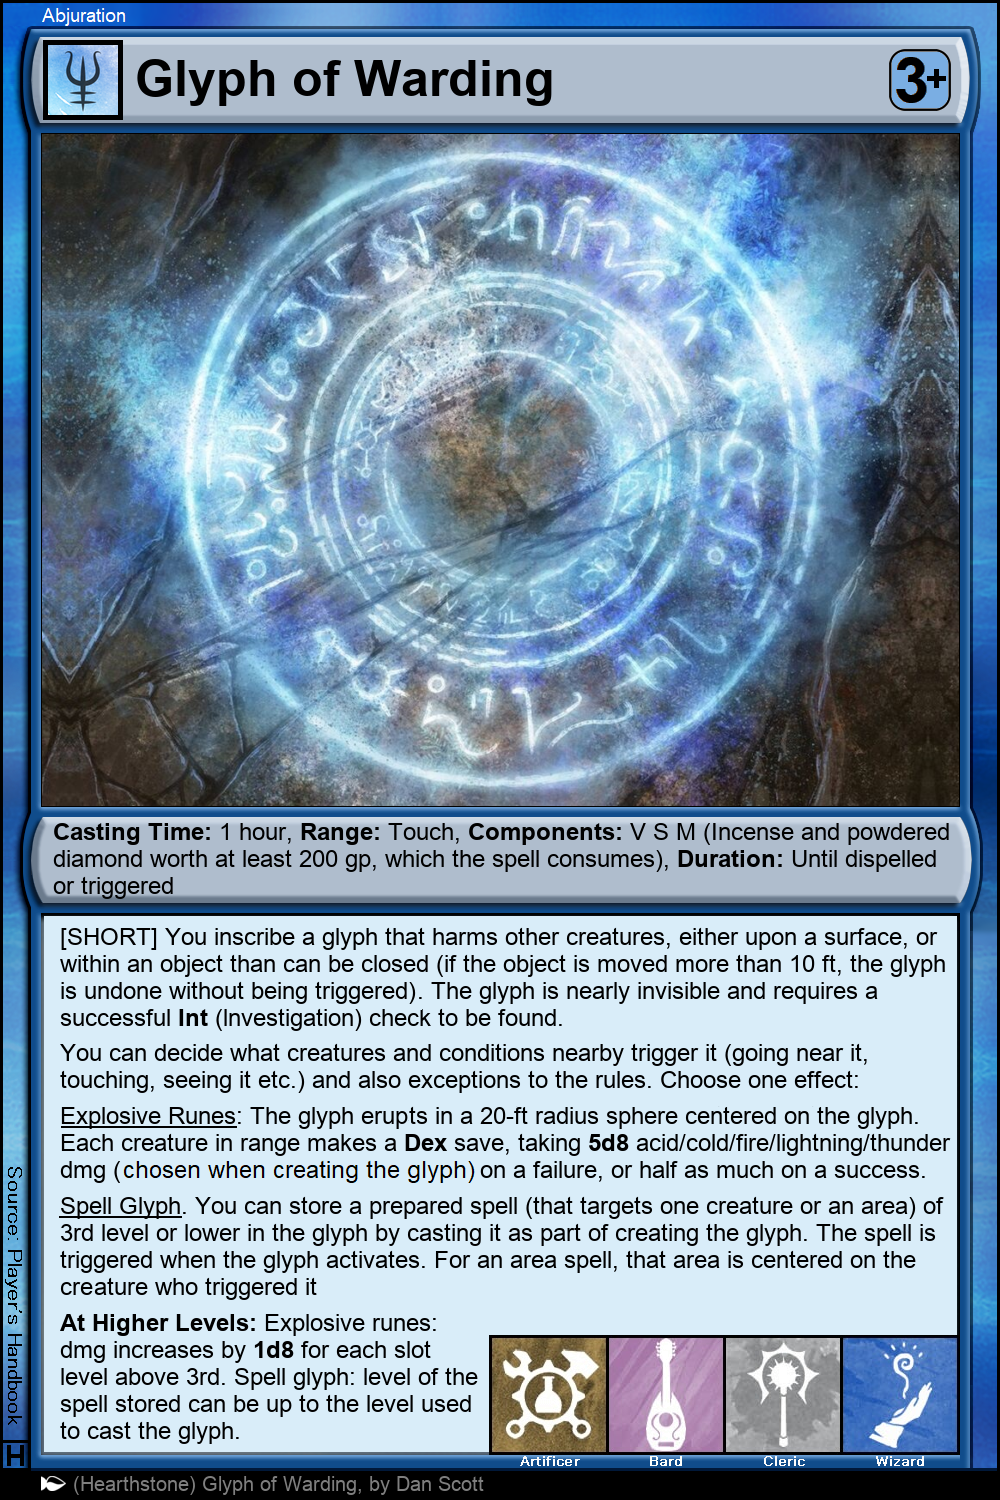 Abjuration
Glyph of Warding
3+
Casting Time: 1 hour, Range: Touch, Components: V S M (Incense and powdered
diamond worth at least 200 gp, which the spell consumes), Duration: Until dispelled
or triggered
[SHORT] You inscribe a glyph that harms other creatures, either upon a surface, or
within an object than can be closed (if the object is moved more than 10 ft, the glyph
is undone without being triggered). The glyph is nearly invisible and requires a
successful Int (Investigation) check to be found.
You can decide what creatures and conditions nearby trigger it (going near it,
touching, seeing it etc.) and also exceptions to the rules. Choose one effect:
Explosive Runes: The glyph erupts in a 20-ft radius sphere centered on the glyph.
Each creature in range makes a Dex save, taking 5d8 acid/cold/fire/lightning/thunder
dmg (chosen when creating the glyph) on a failure, or half as much on a success.
Spell Glyph. You can store a prepared spell (that targets one creature or an area) of
3rd level or lower in the glyph by casting it as part of creating the glyph. The spell is
triggered when the glyph activates. For an area spell, that area is centered on the
creature who triggered it
At Higher Levels: Explosive runes:
dmg increases by 1d8 for each slot
level above 3rd. Spell glyph: level of the
spell stored can be up to the level used
to cast the glyph.
Artificer Bard Cleric Wizard
Source: Player's Handbook
H
(Hearthstone) Glyph of Warding, by Dan Scott